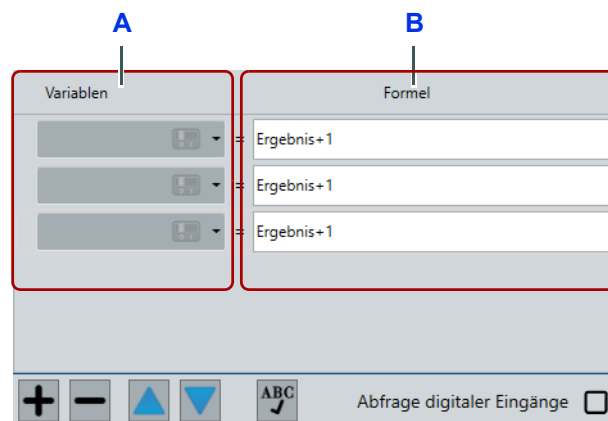 A B
Variablen Formel
= Ergebnis+1
= Ergebnis+1
= Ergebnis+1
ABC Abfrage digitaler Eingänge